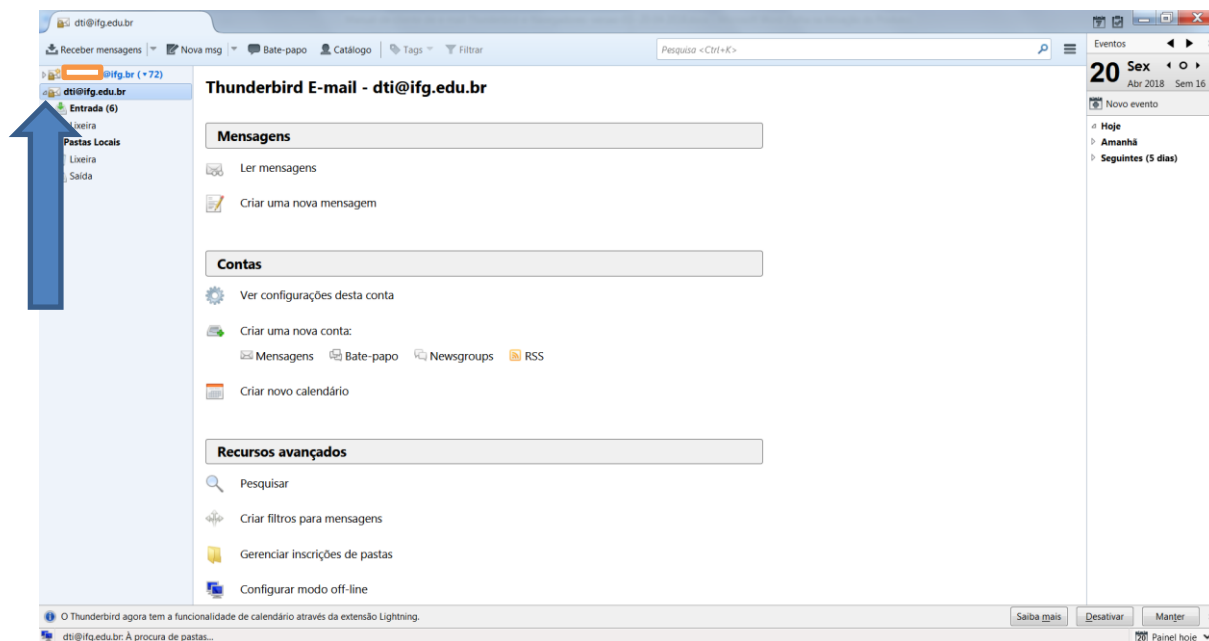 dti@ifg.edu.br
Receber mensagens Nova msg Bate-papo Catálogo Tags Filtrar Pesquisa <Ctrl+K>
@ifg.br (72)
dti@ifg.edu.br
Entrada (6)
Lixeira
Pastas Locais
Lixeira
Saída
Thunderbird E-mail - dti@ifg.edu.br
Mensagens
Ler mensagens
Criar uma nova mensagem
Contas
Ver configurações desta conta
Criar uma nova conta:
Mensagens Bate-papo Newsgroups RSS
Criar novo calendário
Recursos avançados
Pesquisar
Criar filtros para mensagens
Gerenciar inscrições de pastas
Configurar modo off-line
Eventos
20 Sex
Abr 2018 Sem 16
Novo evento
Hoje
Amanhã
Seguintes (5 dias)
O Thunderbird agora tem a funcionalidade de calendário através da extensão Lightning. Saiba mais Desativar Manter
dti@ifg.edu.br: À procura de pastas... 20 Painel hoje